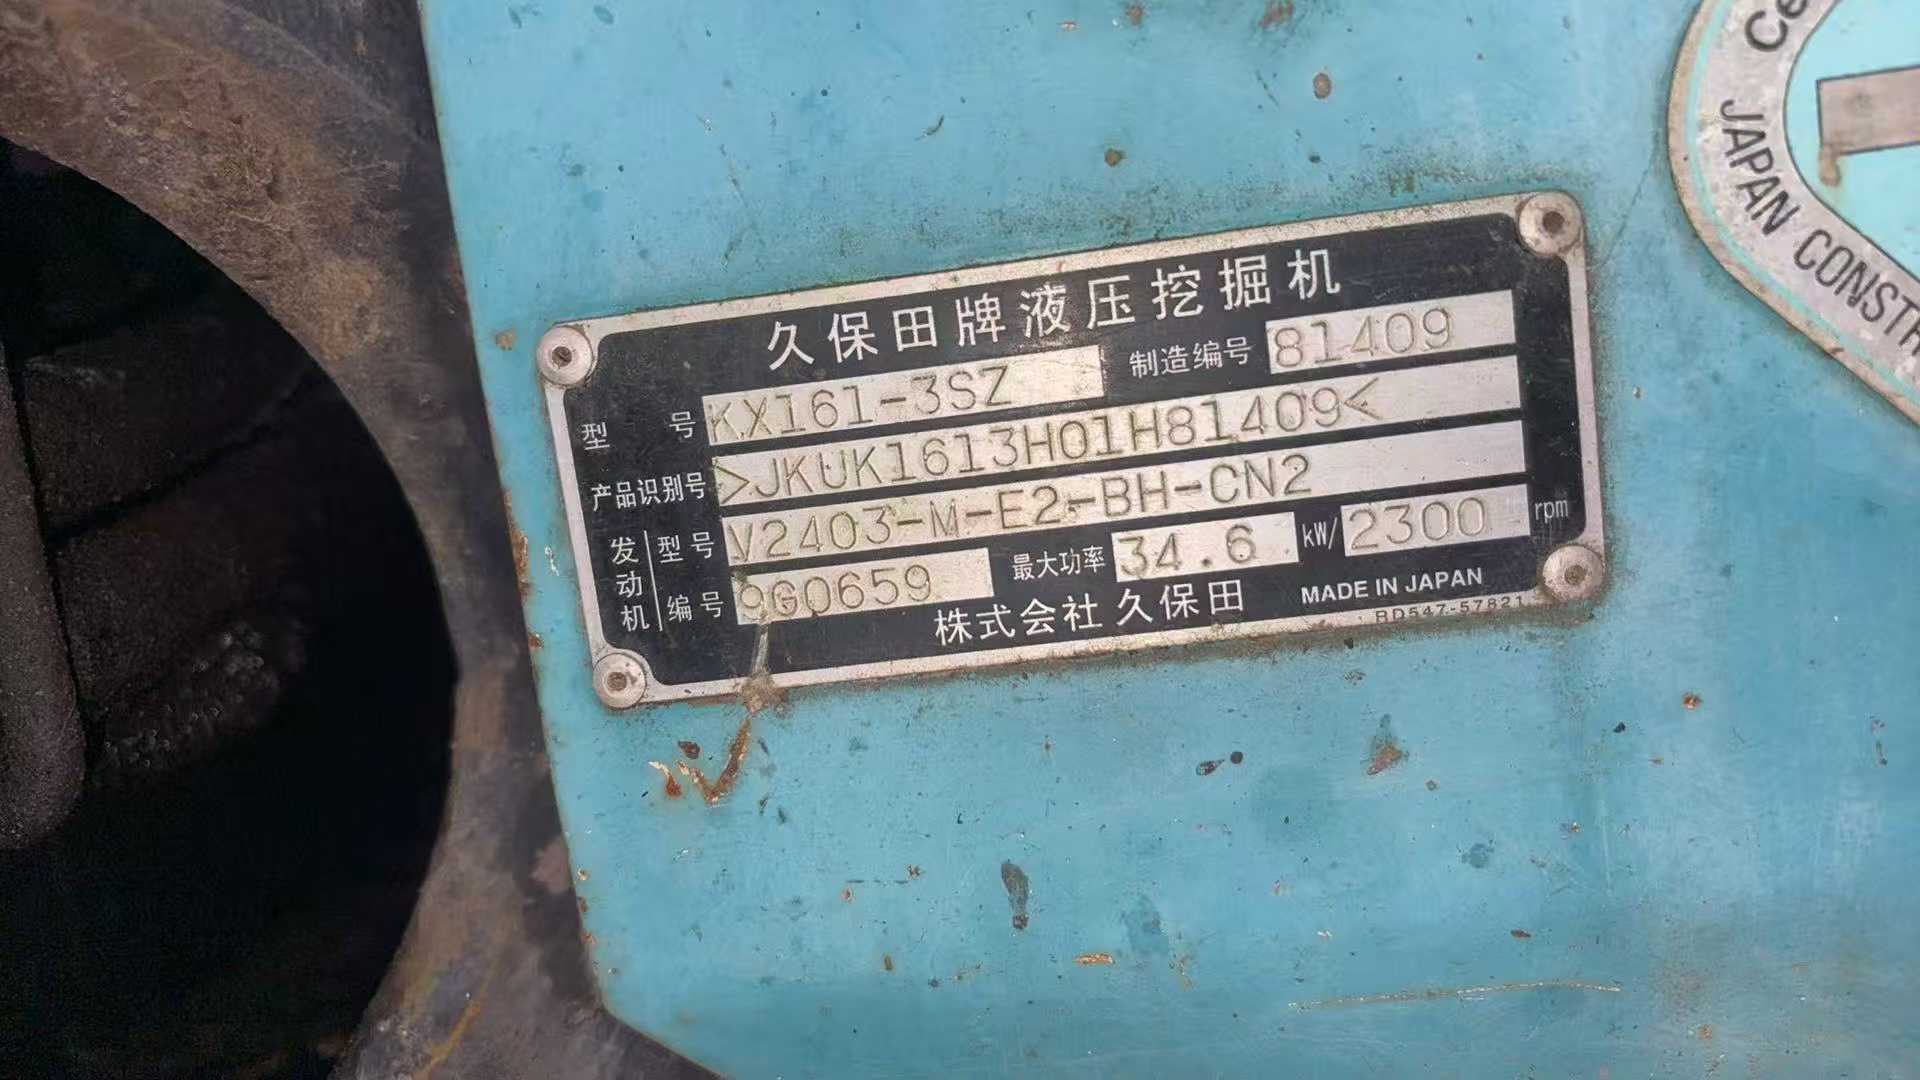 久保田牌液压挖掘机
型号 KX161-3SZ 制造编号 81409
产品识别号 >JKUK1613H01H81409<
发动机 型号 V2403-M-E2-BH-CN2
编号 9G0659 最大功率 34.6 kW/ 2300 rpm
株式会社久保田 MADE IN JAPAN
RD547-57821
JAPAN CONSTR